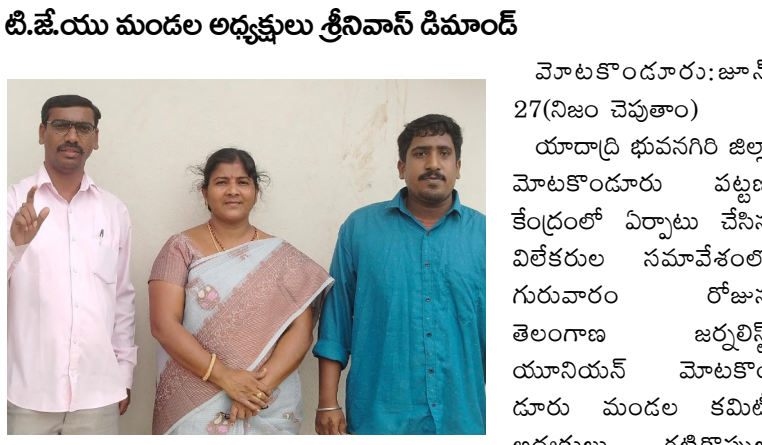 టి.జే.యు మండల అధ్యక్షులు శ్రీనివాస్ డిమాండ్
మోటకొండూరు:జూన్
27(నిజం చెపుతాం)
యాదాద్రి భువనగిరి జిల్లా
మోటకొండూరు పట్టణ
కేంద్రంలో ఏర్పాటు చేసిన
విలేకరుల సమావేశంలో
గురువారం రోజున
తెలంగాణ జర్నలిస్ట్
యూనియన్ మోటకొం
డూరు మండల కమిటీ